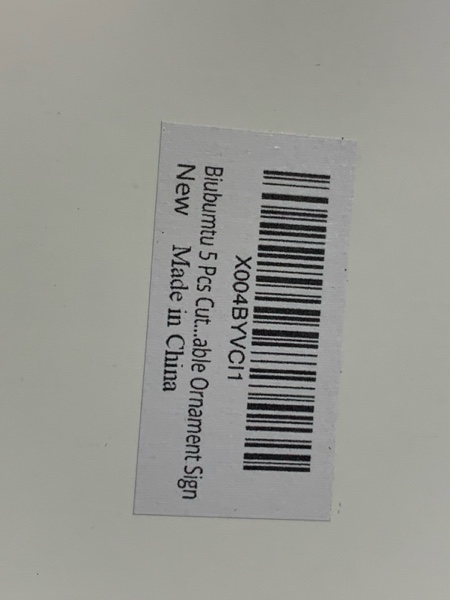 X004BYVCI1
Biubumtu 5 Pcs Cut...able Ornament Sign
New Made in China